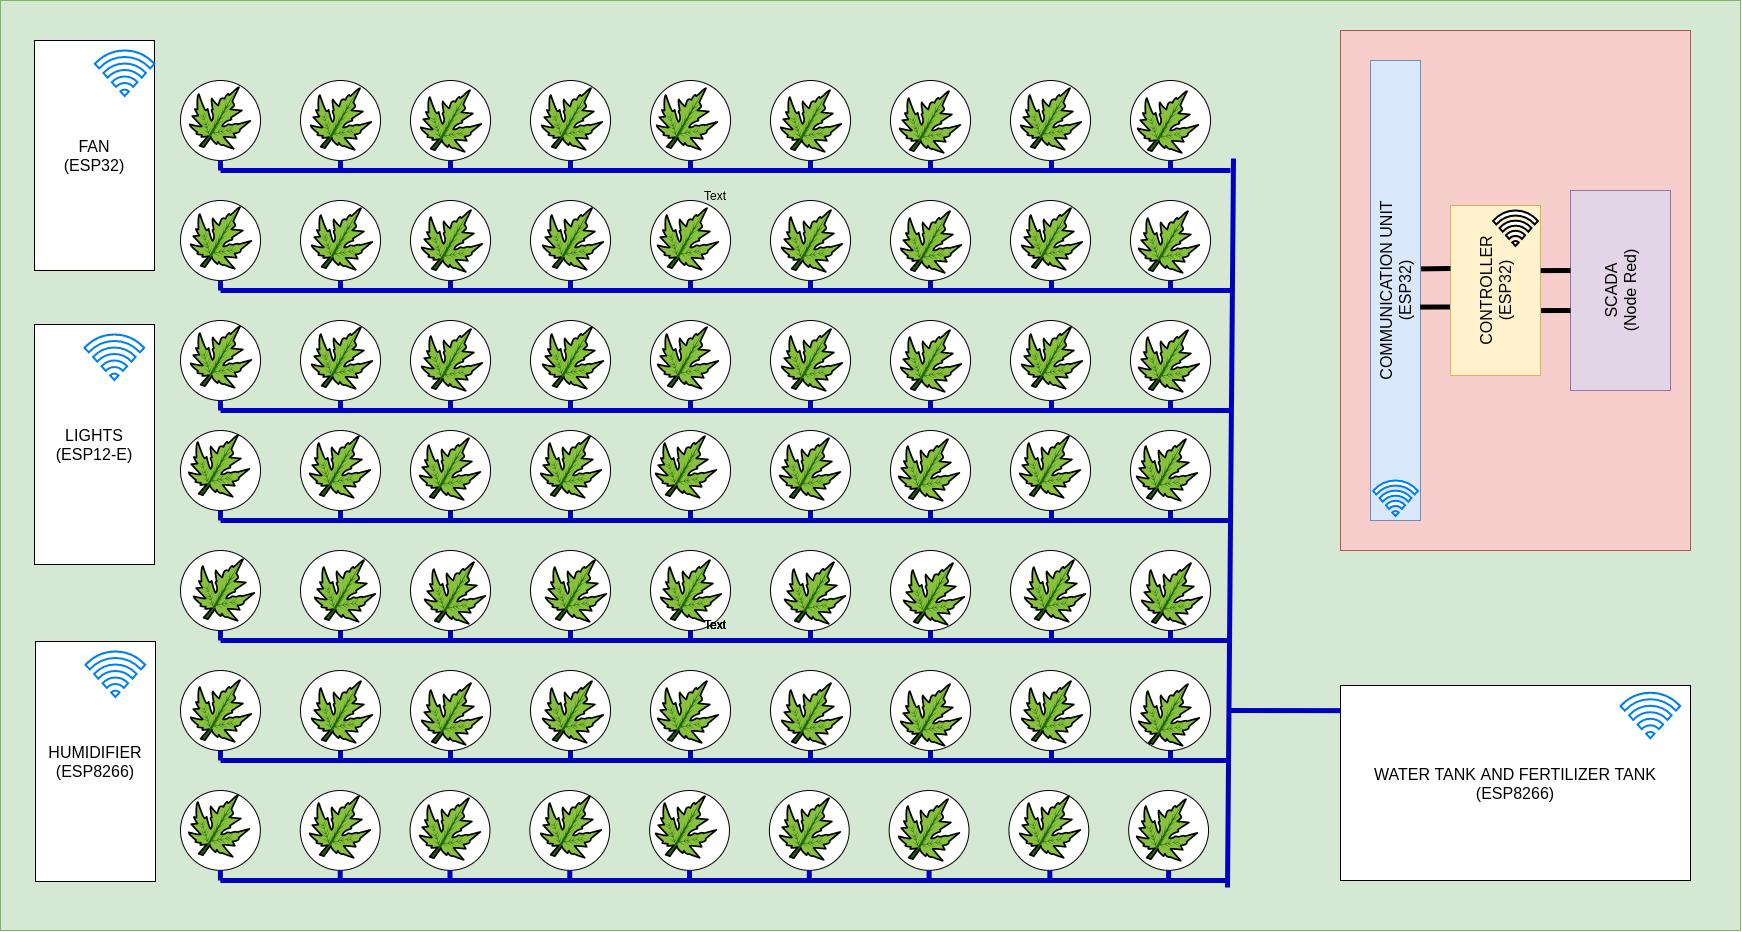 FAN
(ESP32)
Text
LIGHTS
(ESP12-E)
Text
HUMIDIFIER
(ESP8266)
COMMUNICATION UNIT
(ESP32)
CONTROLLER
(ESP32)
SCADA
(Node Red)
WATER TANK AND FERTILIZER TANK
(ESP8266)